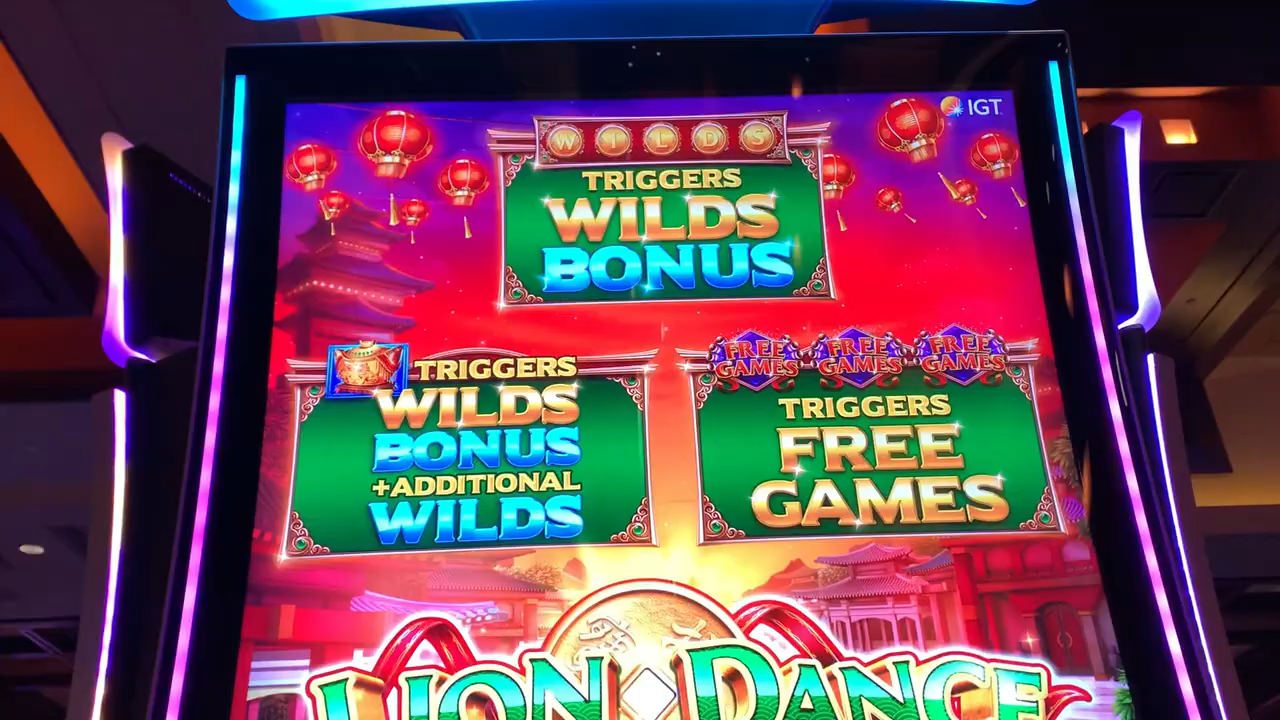 IGT
WILDS
TRIGGERS
WILDS
BONUS
TRIGGERS
WILDS
BONUS
+ADDITIONAL
WILDS
FREE GAMES FREE GAMES FREE GAMES
TRIGGERS
FREE
GAMES
LION DANCE